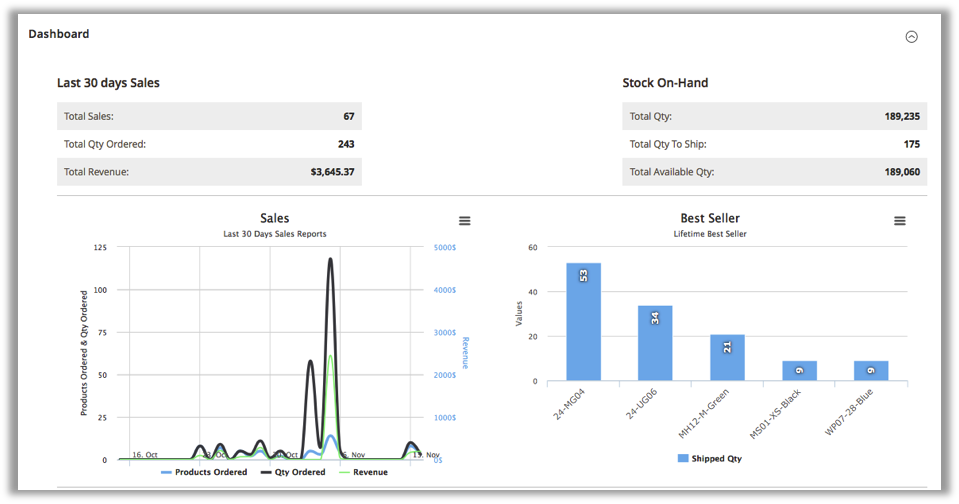 Dashboard
Last 30 days Sales
Total Sales: 67
Total Qty Ordered: 243
Total Revenue: $3,645.37
Stock On-Hand
Total Qty: 189,235
Total Qty To Ship: 175
Total Available Qty: 189,060
Sales
Last 30 Days Sales Reports
Products Ordered & Qty Ordered
125
100
75
50
25
0
5000$
4000$
3000$
2000$
1000$
0$
Revenue
16. Oct
Oct
Oct
Nov
13. Nov
Products Ordered Qty Ordered Revenue
Best Seller
Lifetime Best Seller
Values
60
40
20
0
53
34
21
9
9
24-MG04
24-UG06
MH12-M-Green
MS01-XS-Black
WP07-28-Blue
Shipped Qty